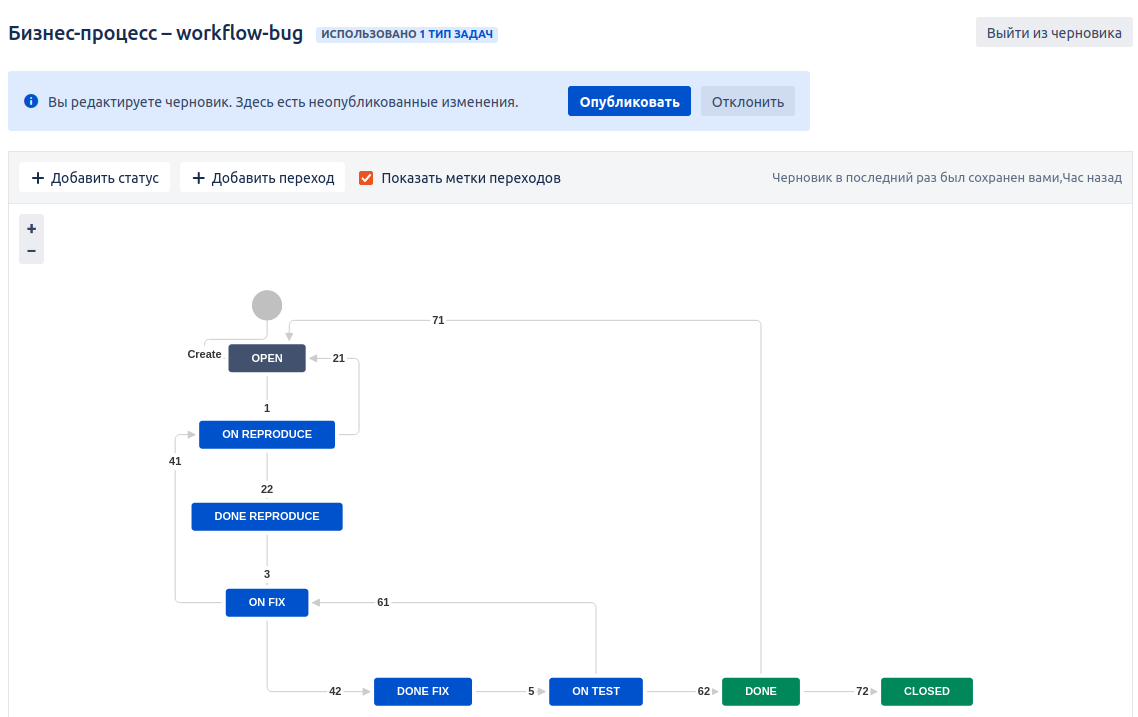 Бизнес-процесс – workflow-bug ИСПОЛЬЗОВАНО 1 ТИП ЗАДАЧ Выйти из черновика
Вы редактируете черновик. Здесь есть неопубликованные изменения. Опубликовать Отклонить
+ Добавить статус + Добавить переход Показать метки переходов Черновик в последний раз был сохранен вами,Час назад
+
−
71
Create OPEN 21
1
ON REPRODUCE
41
22
DONE REPRODUCE
3
ON FIX 61
42 DONE FIX 5 ON TEST 62 DONE 72 CLOSED